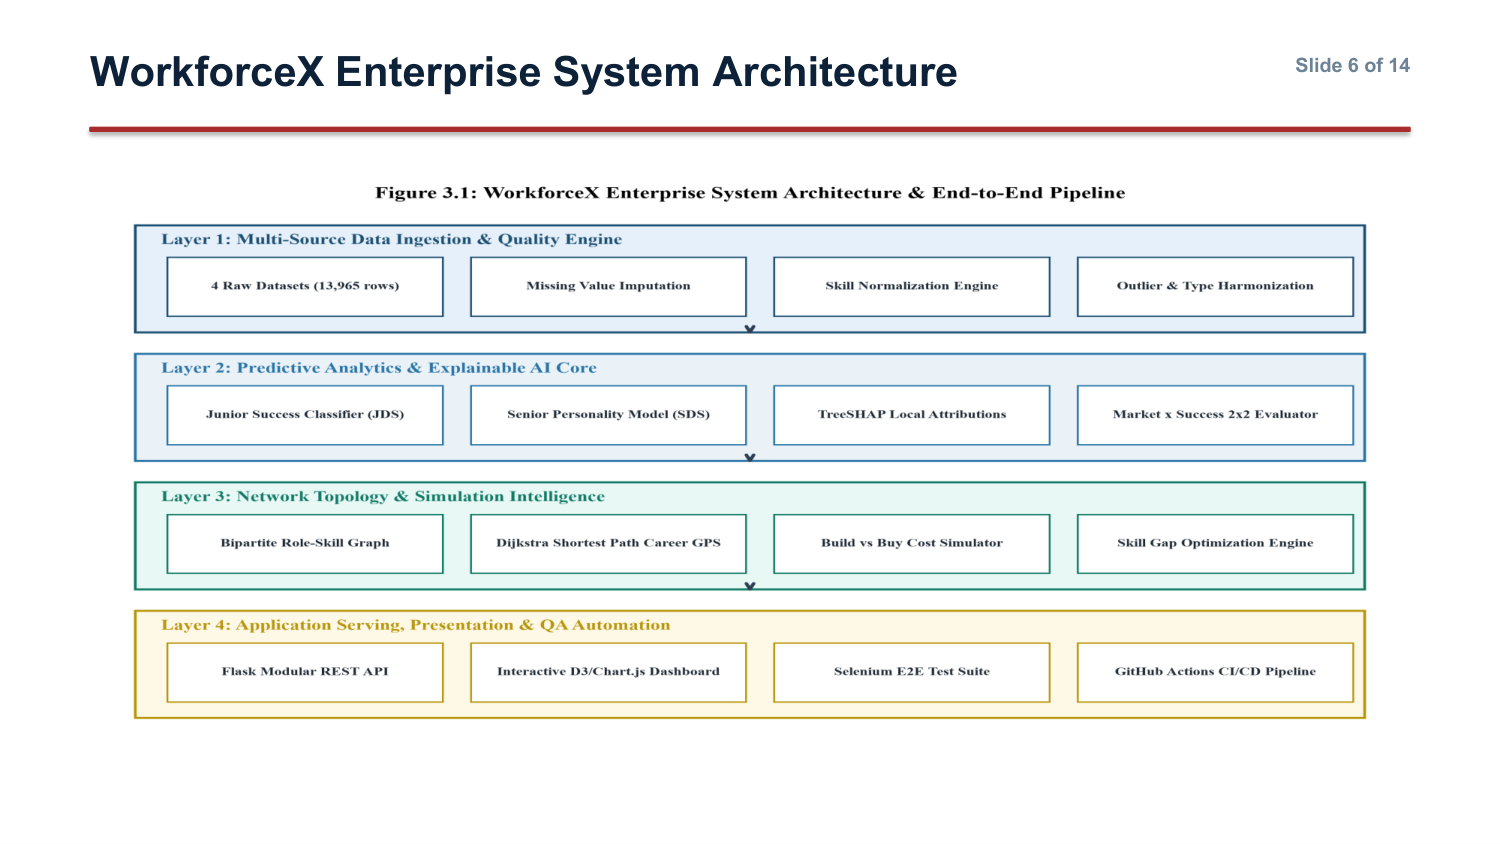 WorkforceX Enterprise System Architecture
Slide 6 of 14
Figure 3.1: WorkforceX Enterprise System Architecture & End-to-End Pipeline
Layer 1: Multi-Source Data Ingestion & Quality Engine
4 Raw Datasets (13,965 rows)
Missing Value Imputation
Skill Normalization Engine
Outlier & Type Harmonization
Layer 2: Predictive Analytics & Explainable AI Core
Junior Success Classifier (JDS)
Senior Personality Model (SDS)
TreeSHAP Local Attributions
Market x Success 2x2 Evaluator
Layer 3: Network Topology & Simulation Intelligence
Bipartite Role-Skill Graph
Dijkstra Shortest Path Career GPS
Build vs Buy Cost Simulator
Skill Gap Optimization Engine
Layer 4: Application Serving, Presentation & QA Automation
Flask Modular REST API
Interactive D3/Chart.js Dashboard
Selenium E2E Test Suite
GitHub Actions CI/CD Pipeline